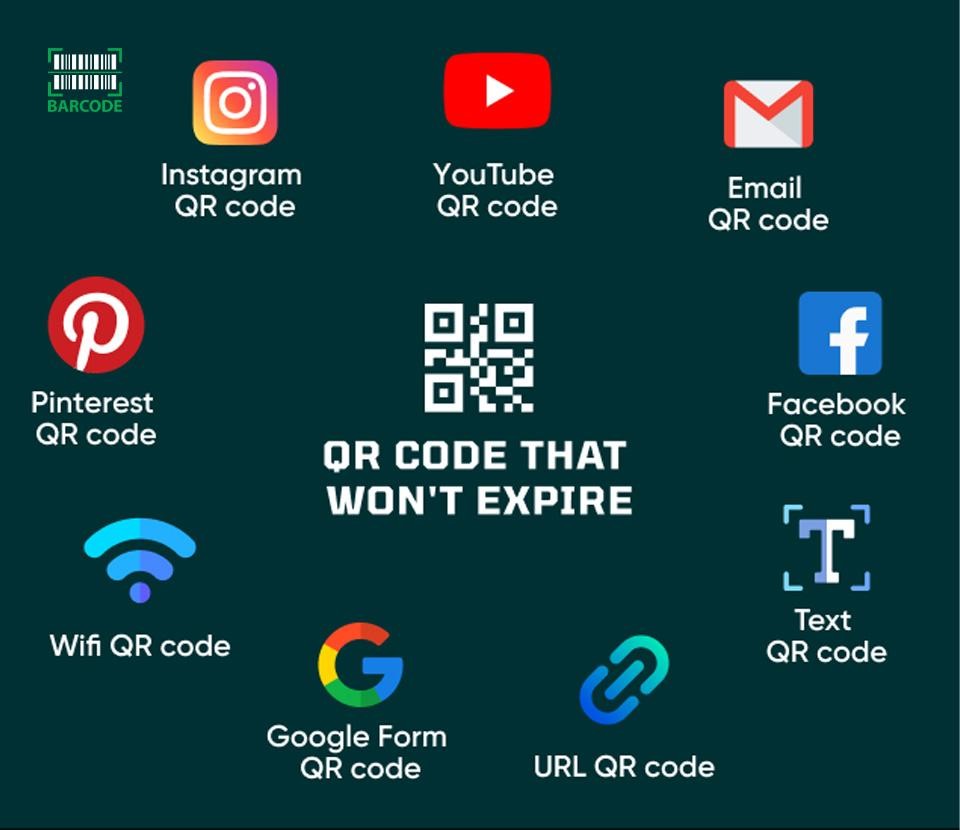 BARCODE
Instagram
QR code
YouTube
QR code
Email
QR code
Pinterest
QR code
Facebook
QR code
QR CODE THAT
WON'T EXPIRE
T
Text
QR code
Wifi QR code
Google Form
QR code
URL QR code